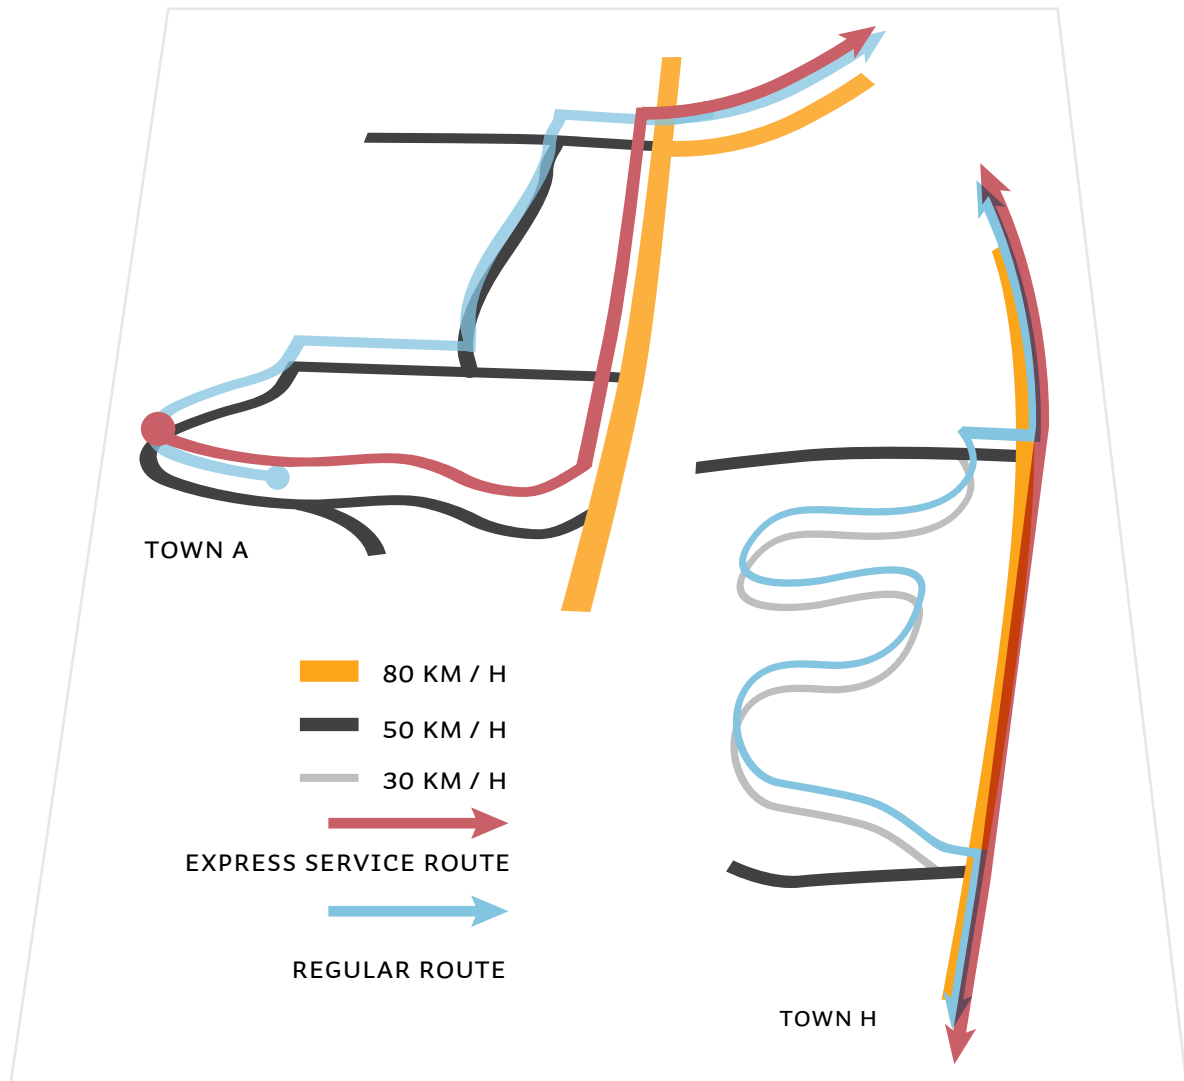 TOWN A
80 KM / H
50 KM / H
30 KM / H
EXPRESS SERVICE ROUTE
REGULAR ROUTE
TOWN H